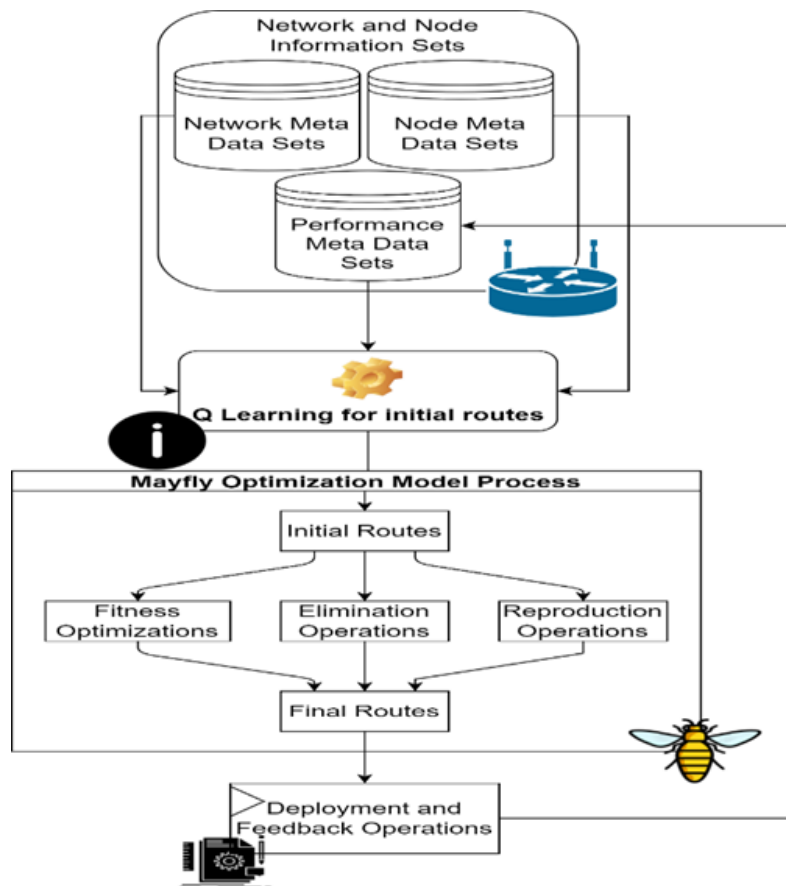 Network and Node
Information Sets
Network Meta
Data Sets
Node Meta
Data Sets
Performance
Meta Data
Sets
Q Learning for initial routes
i
Mayfly Optimization Model Process
Initial Routes
Fitness
Optimizations
Elimination
Operations
Reproduction
Operations
Final Routes
Deployment and
Feedback Operations